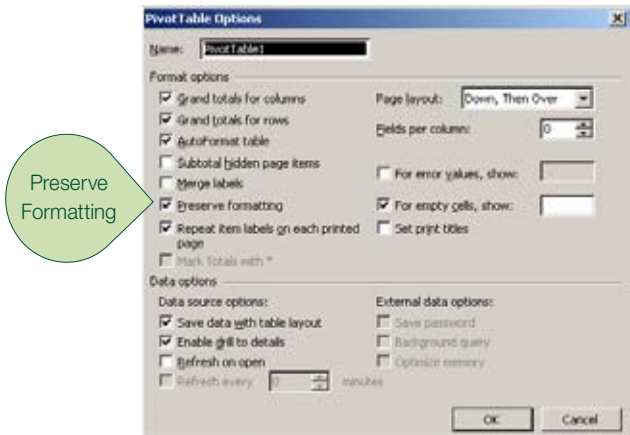 PivotTable Options
Name: PivotTable1
Format options
Grand totals for columns
Page layout: Down, Then Over
Grand totals for rows
Fields per column: 0
AutoFormat table
Subtotal hidden page items
For error values, show:
Merge labels
Preserve
Formatting
Preserve formatting
For empty cells, show:
Repeat item labels on each printed
page
Set print titles
Mark Totals with *
Data options
Data source options:
External data options:
Save data with table layout
Save password
Enable drill to details
Background query
Refresh on open
Optimize memory
Refresh every 0 minutes
OK
Cancel